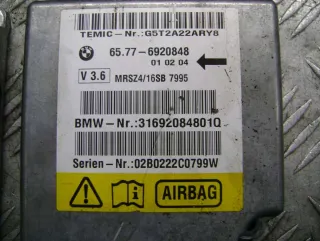 TEMIC-Nr.:G5T2A22ARY8
65.77-6920848
01 02 04
V 3.6 MRSZ4/16SB 7995
BMW-Nr.:31692084801Q
Serien-Nr.:02B0222C0799W
AIRBAG